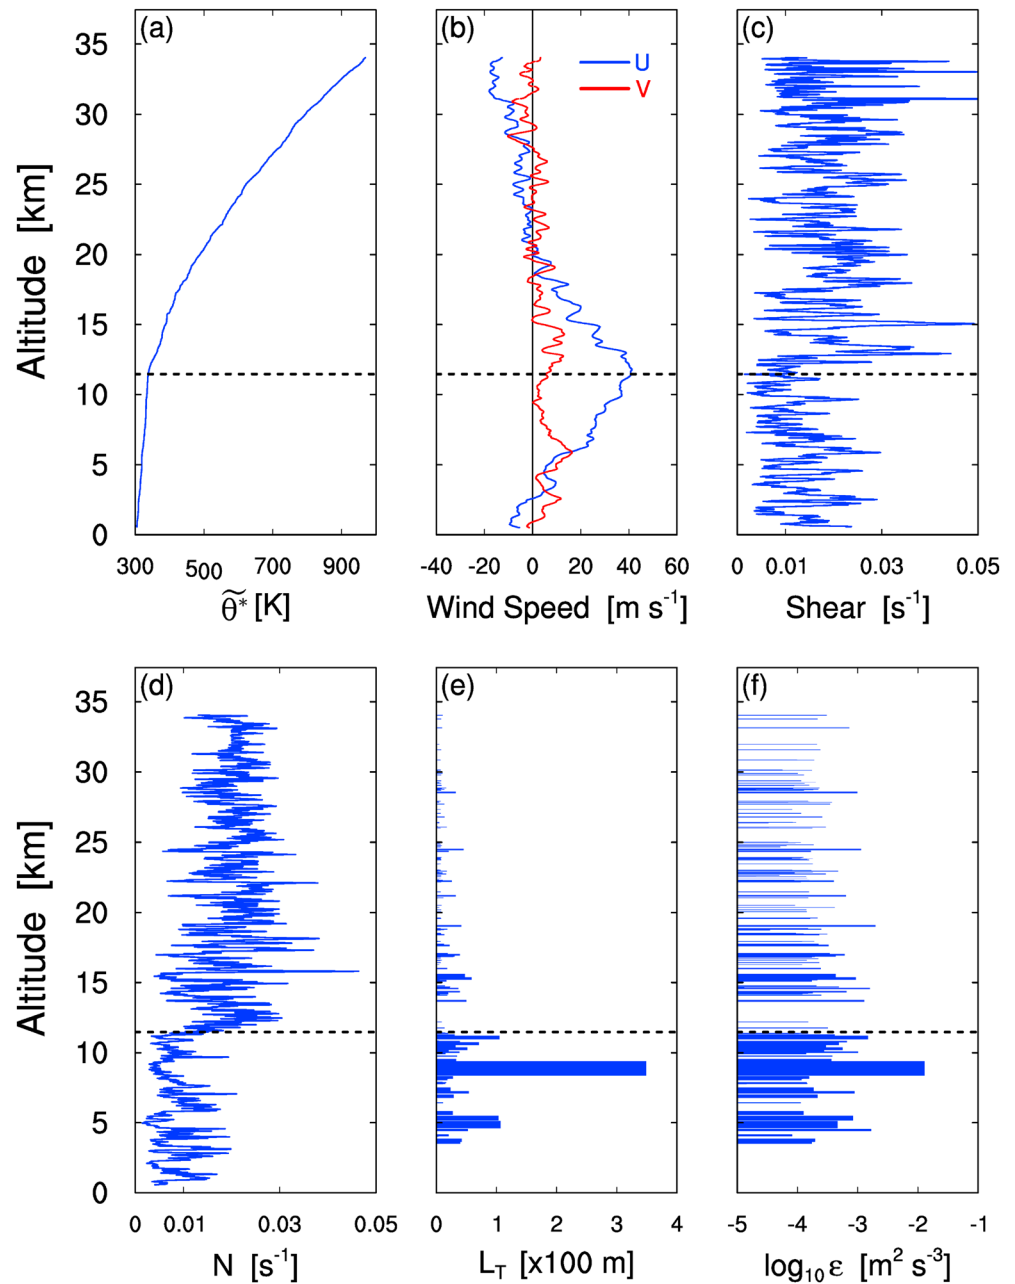 (a) (b) (c)
U
V
35
30
25
20
15
10
5
0
Altitude [km]
300 500 700 900
-40 -20 0 20 40 60
0 0.01 0.03 0.05
θ̃* [K]
Wind Speed [m s⁻¹]
Shear [s⁻¹]
(d) (e) (f)
35
30
25
20
15
10
5
0
Altitude [km]
0 0.01 0.03 0.05
0 1 2 3 4
-5 -4 -3 -2 -1
N [s⁻¹]
L_T [x100 m]
log₁₀ε [m² s⁻³]